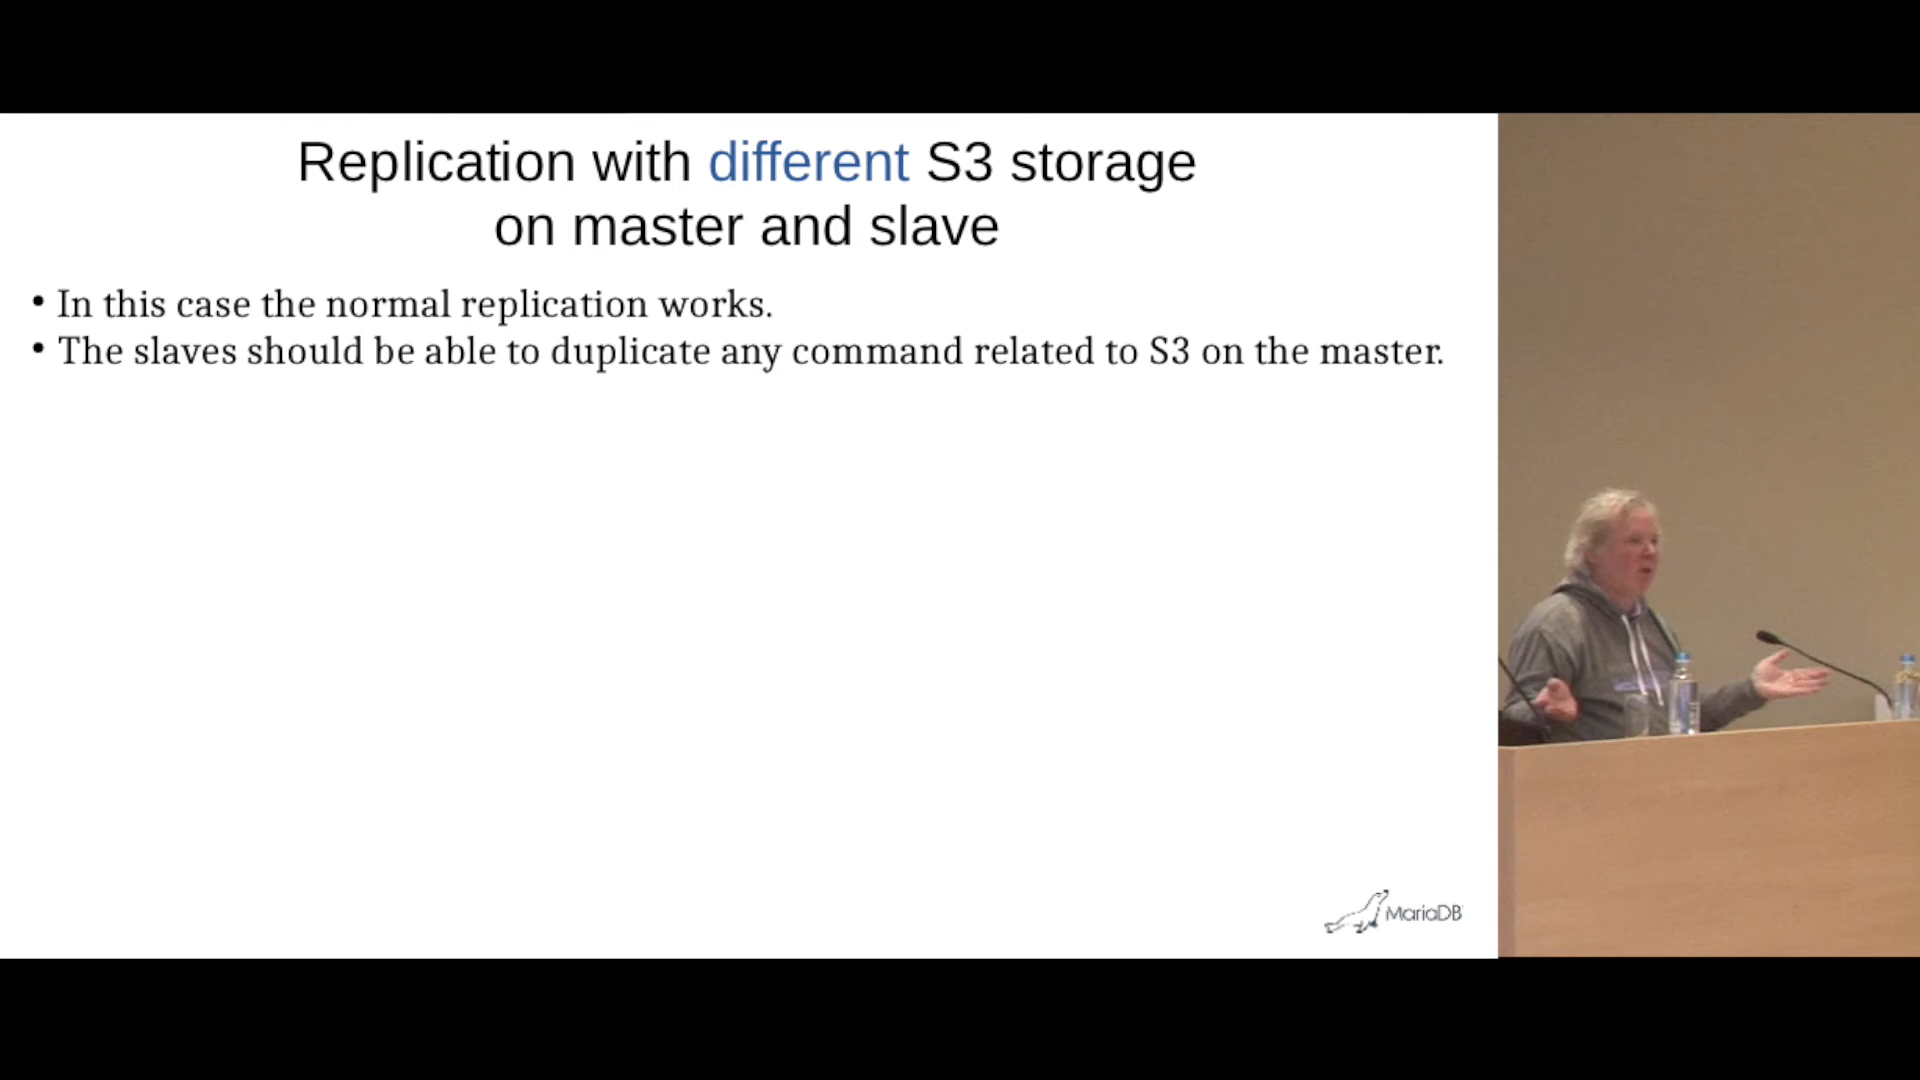 Replication with different S3 storage
on master and slave
• In this case the normal replication works.
• The slaves should be able to duplicate any command related to S3 on the master.
MariaDB